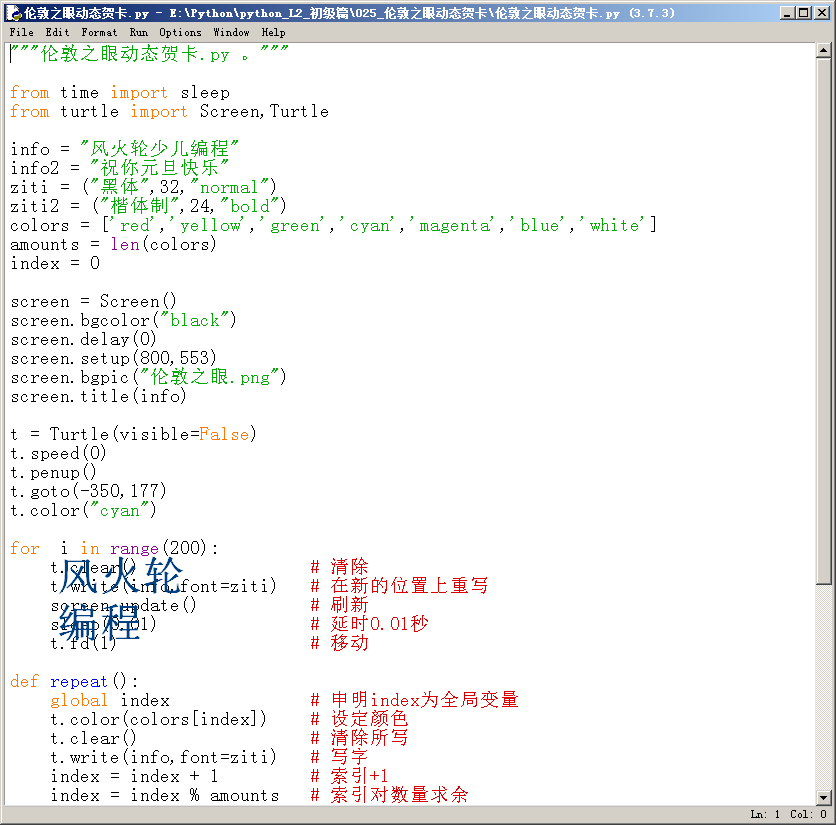 伦敦之眼动态贺卡.py - E:\Python\python_L2_初级篇\025_伦敦之眼动态贺卡\伦敦之眼动态贺卡.py (3.7.3)
File Edit Format Run Options Window Help
"""伦敦之眼动态贺卡.py 。"""
from time import sleep
from turtle import Screen,Turtle
info = "风火轮少儿编程"
info2 = "祝你元旦快乐"
ziti = ("黑体",32,"normal")
ziti2 = ("楷体制",24,"bold")
colors = ['red','yellow','green','cyan','magenta','blue','white']
amounts = len(colors)
index = 0
screen = Screen()
screen.bgcolor("black")
screen.delay(0)
screen.setup(800,553)
screen.bgpic("伦敦之眼.png")
screen.title(info)
t = Turtle(visible=False)
t.speed(0)
t.penup()
t.goto(-350,177)
t.color("cyan")
for  i in range(200):
    t.clear()                 # 清除
    t.write(info,font=ziti)   # 在新的位置上重写
    screen.update()           # 刷新
    sleep(0.01)               # 延时0.01秒
    t.fd(1)                   # 移动
风火轮
编程
def repeat():
    global index              # 申明index为全局变量
    t.color(colors[index])    # 设定颜色
    t.clear()                 # 清除所写
    t.write(info,font=ziti)   # 写字
    index = index + 1         # 索引+1
    index = index % amounts   # 索引对数量求余
Ln: 1 Col: 0